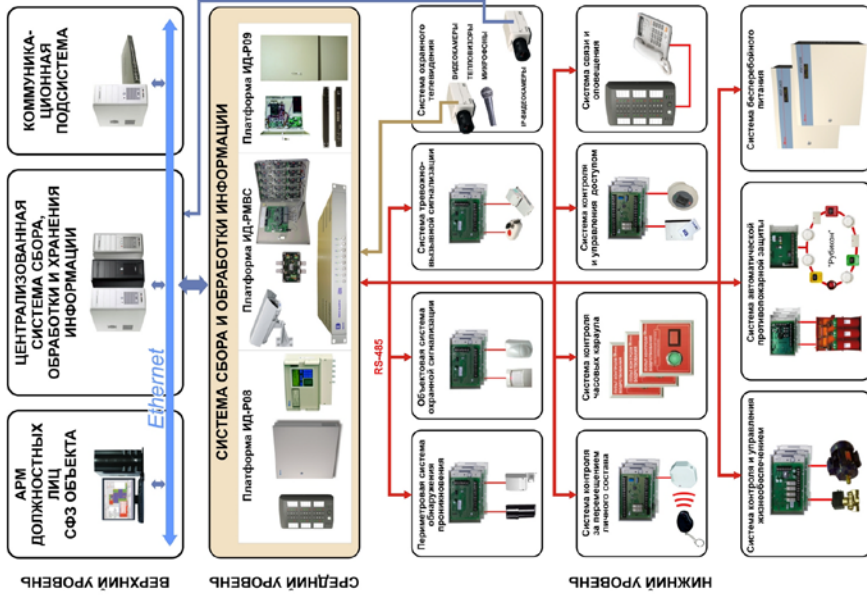 ВЕРХНИЙ УРОВЕНЬ
АРМ
ДОЛЖНОСТНЫХ
ЛИЦ
СФЗ ОБЪЕКТА
ЦЕНТРАЛИЗОВАННАЯ
СИСТЕМА СБОРА,
ОБРАБОТКИ И ХРАНЕНИЯ
ИНФОРМАЦИИ
КОММУНИКА-
ЦИОННАЯ
ПОДСИСТЕМА
Ethernet
СРЕДНИЙ УРОВЕНЬ
СИСТЕМА СБОРА И ОБРАБОТКИ ИНФОРМАЦИИ
Платформа ИД-Р08
Платформа ИД-РМВС
Платформа ИД-Р09
RS-485
НИЖНИЙ УРОВЕНЬ
Периметровая система
обнаружения
проникновения
Объектовая система
охранной сигнализации
Система тревожно-
вызывной сигнализации
Система охранного
телевидения
ВИДЕОКАМЕРЫ
ТЕПЛОВИЗОРЫ
МИКРОФОНЫ
IP-ВИДЕОКАМЕРЫ
Система контроля
за перемещением
личного состава
Система контроля
часовых караула
Система контроля
и управления доступом
Система связи и
оповещения
Система контроля и управления
жизнеобеспечением
Система автоматической
противопожарной защиты
"Рубикон"
Система бесперебойного
питания